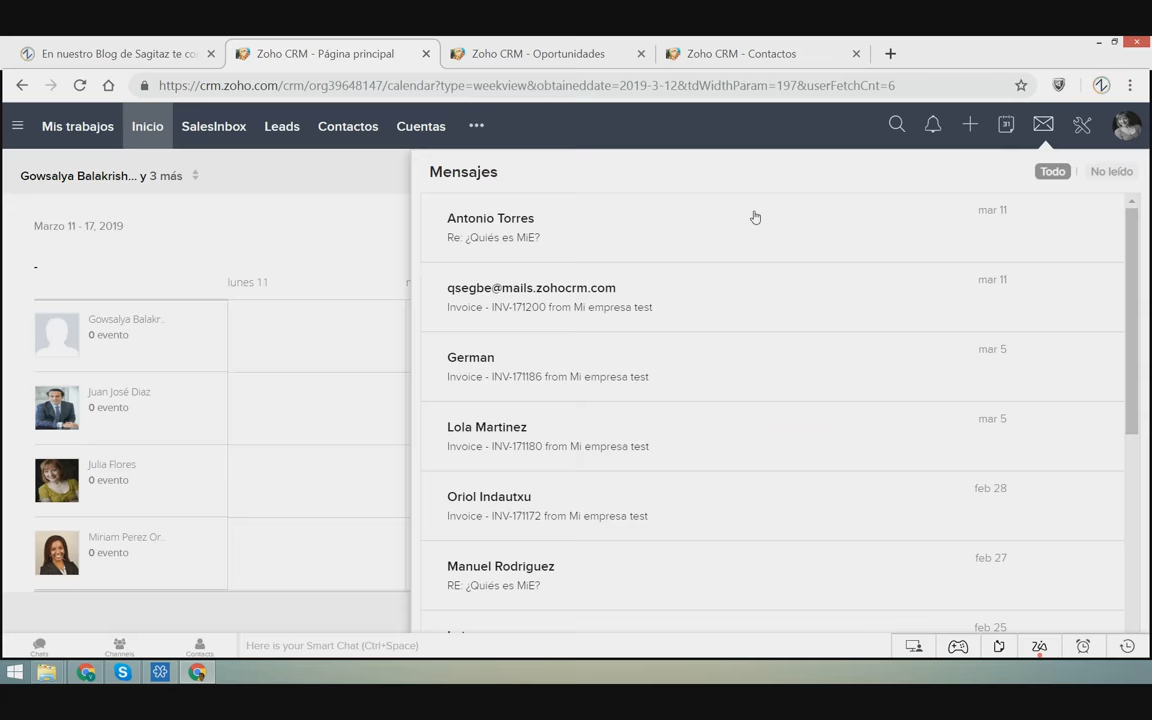 En nuestro Blog de Sagitaz te co
Zoho CRM - Página principal
Zoho CRM - Oportunidades
Zoho CRM - Contactos
https://crm.zoho.com/crm/org39648147/calendar?type=weekview&obtaineddate=2019-3-12&tdWidthParam=197&userFetchCnt=6
Mis trabajos
Inicio
SalesInbox
Leads
Contactos
Cuentas
31
Gowsalya Balakrish... y 3 más
Marzo 11 - 17, 2019
-
lunes 11
Gowsalya Balakr..
0 evento
Juan José Diaz
0 evento
Julia Flores
0 evento
Miriam Perez Or..
0 evento
Mensajes
Todo
No leído
Antonio Torres
mar 11
Re: ¿Quiés es MiE?
qsegbe@mails.zohocrm.com
mar 11
Invoice - INV-171200 from Mi empresa test
German
mar 5
Invoice - INV-171186 from Mi empresa test
Lola Martinez
mar 5
Invoice - INV-171180 from Mi empresa test
Oriol Indautxu
feb 28
Invoice - INV-171172 from Mi empresa test
Manuel Rodriguez
feb 27
RE: ¿Quiés es MiE?
feb 25
Chats
Channels
Contacts
Here is your Smart Chat (Ctrl+Space)